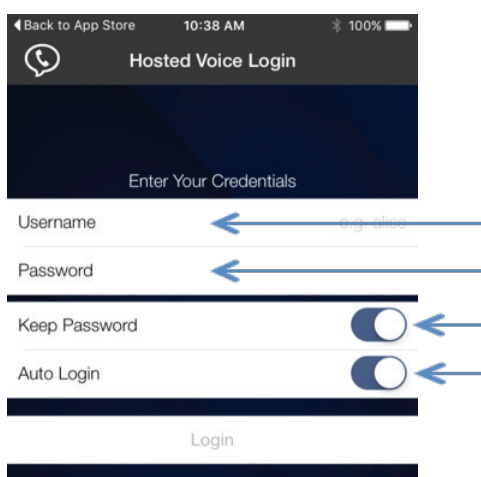 Back to App Store 10:38 AM 100%
Hosted Voice Login
Enter Your Credentials
Username e.g. alice
Password
Keep Password
Auto Login
Login